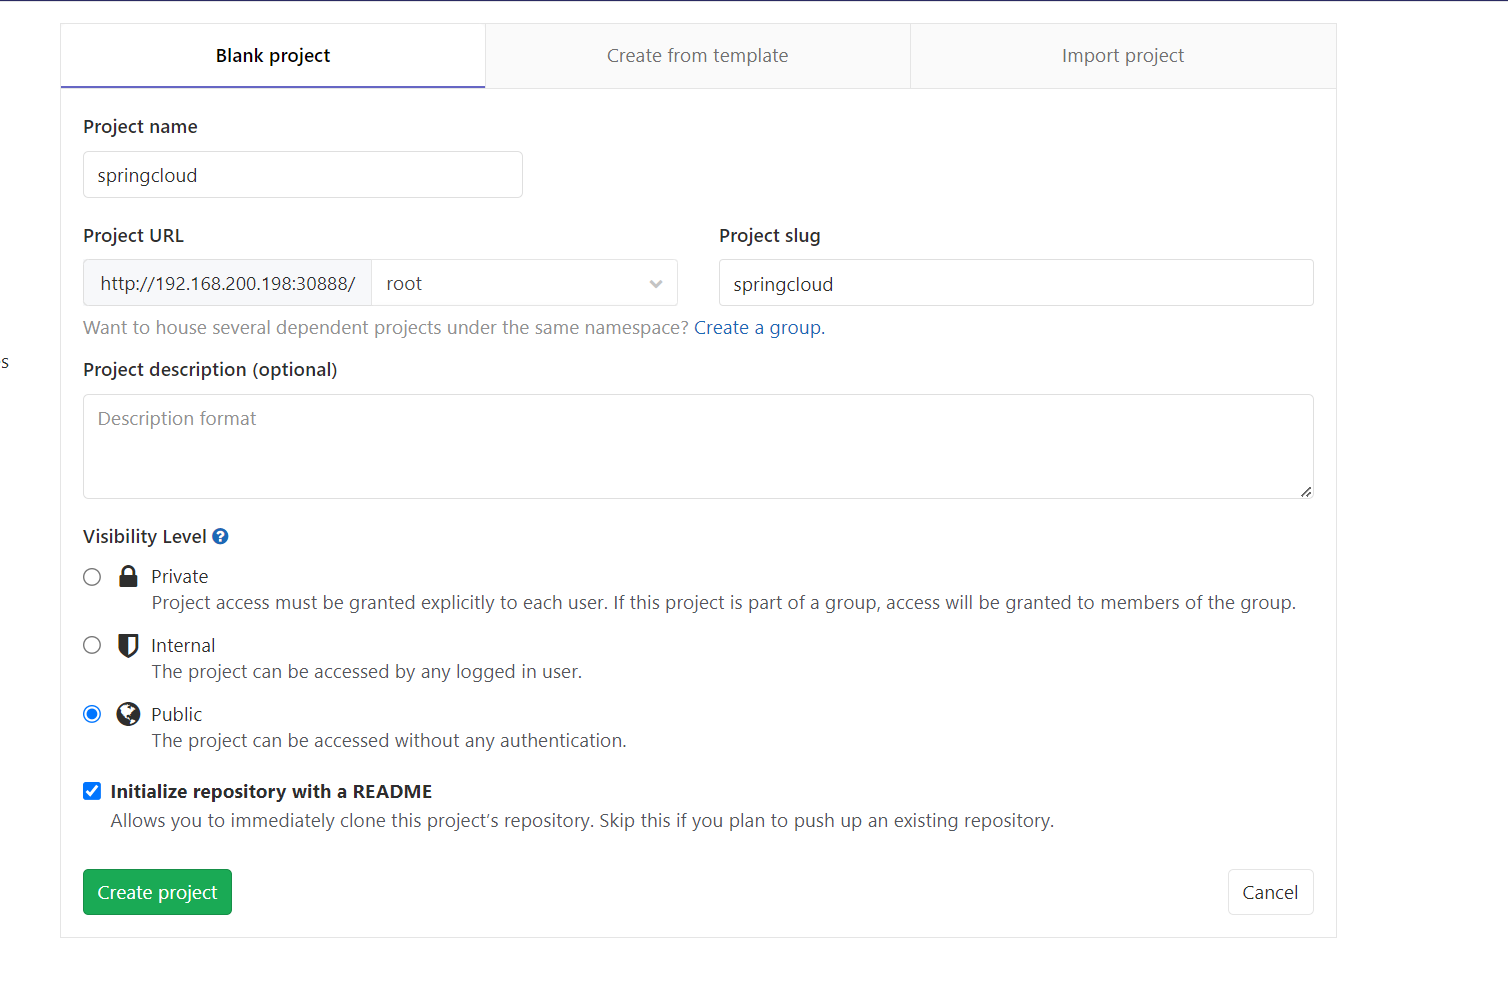 Blank project
Create from template
Import project
Project name
springcloud
Project URL
Project slug
http://192.168.200.198:30888/
root
springcloud
Want to house several dependent projects under the same namespace? Create a group.
s
Project description (optional)
Description format
Visibility Level
Private
Project access must be granted explicitly to each user. If this project is part of a group, access will be granted to members of the group.
Internal
The project can be accessed by any logged in user.
Public
The project can be accessed without any authentication.
Initialize repository with a README
Allows you to immediately clone this project’s repository. Skip this if you plan to push up an existing repository.
Create project
Cancel